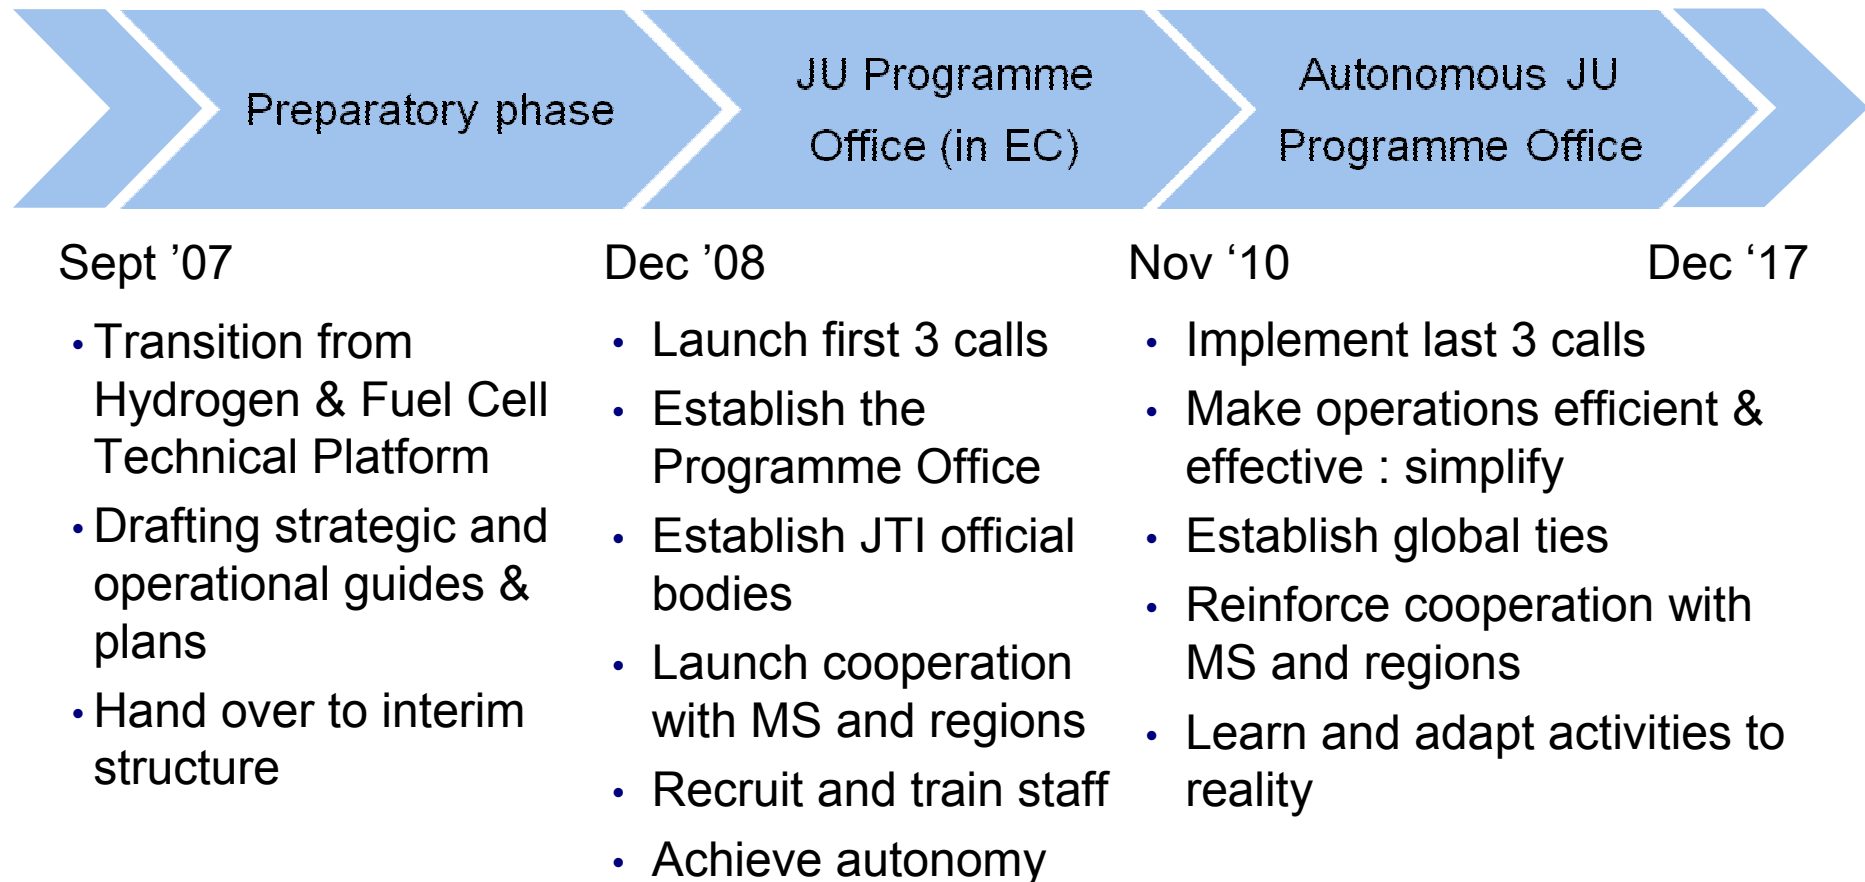 Preparatory phase
JU Programme
Office (in EC)
Autonomous JU
Programme Office
Sept ’07
Dec ’08
Nov ‘10
Dec ‘17
• Transition from
Hydrogen & Fuel Cell
Technical Platform
• Drafting strategic and
operational guides &
plans
• Hand over to interim
structure
• Launch first 3 calls
• Establish the
Programme Office
• Establish JTI official
bodies
• Launch cooperation
with MS and regions
• Recruit and train staff
• Achieve autonomy
• Implement last 3 calls
• Make operations efficient &
effective : simplify
• Establish global ties
• Reinforce cooperation with
MS and regions
• Learn and adapt activities to
reality